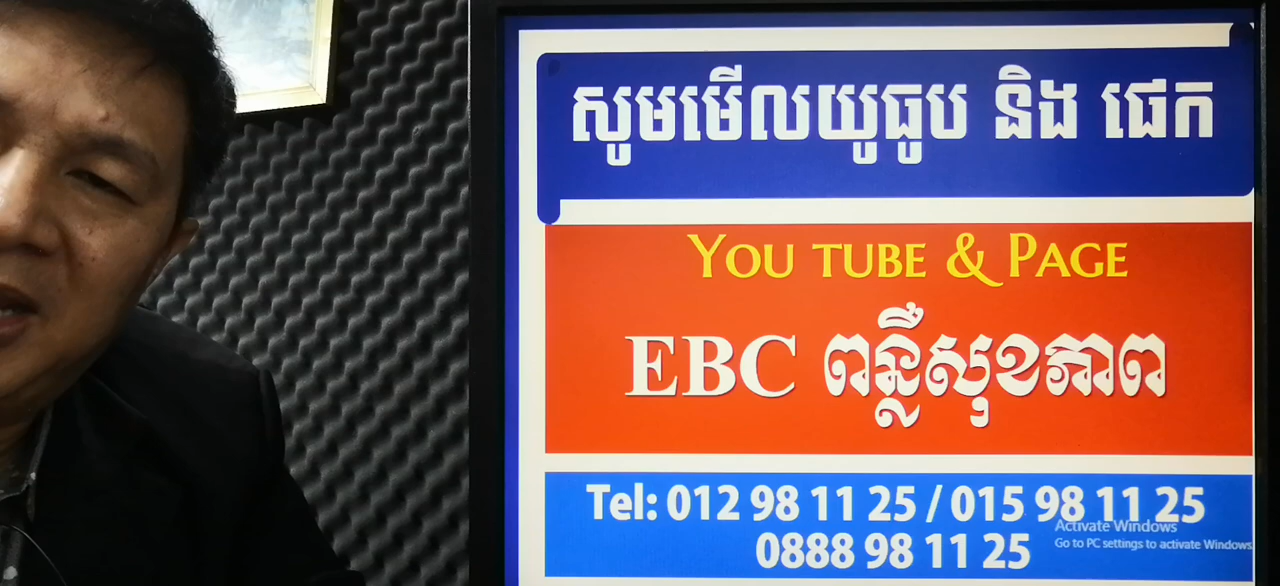 សូមមើលយូធូប និង ផេក
YOU TUBE & PAGE
EBC ពន្លឺសុខភាព
Tel: 012 98 11 25 / 015 98 11 25
0888 98 11 25
Activate Windows
Go to PC settings to activate Windows